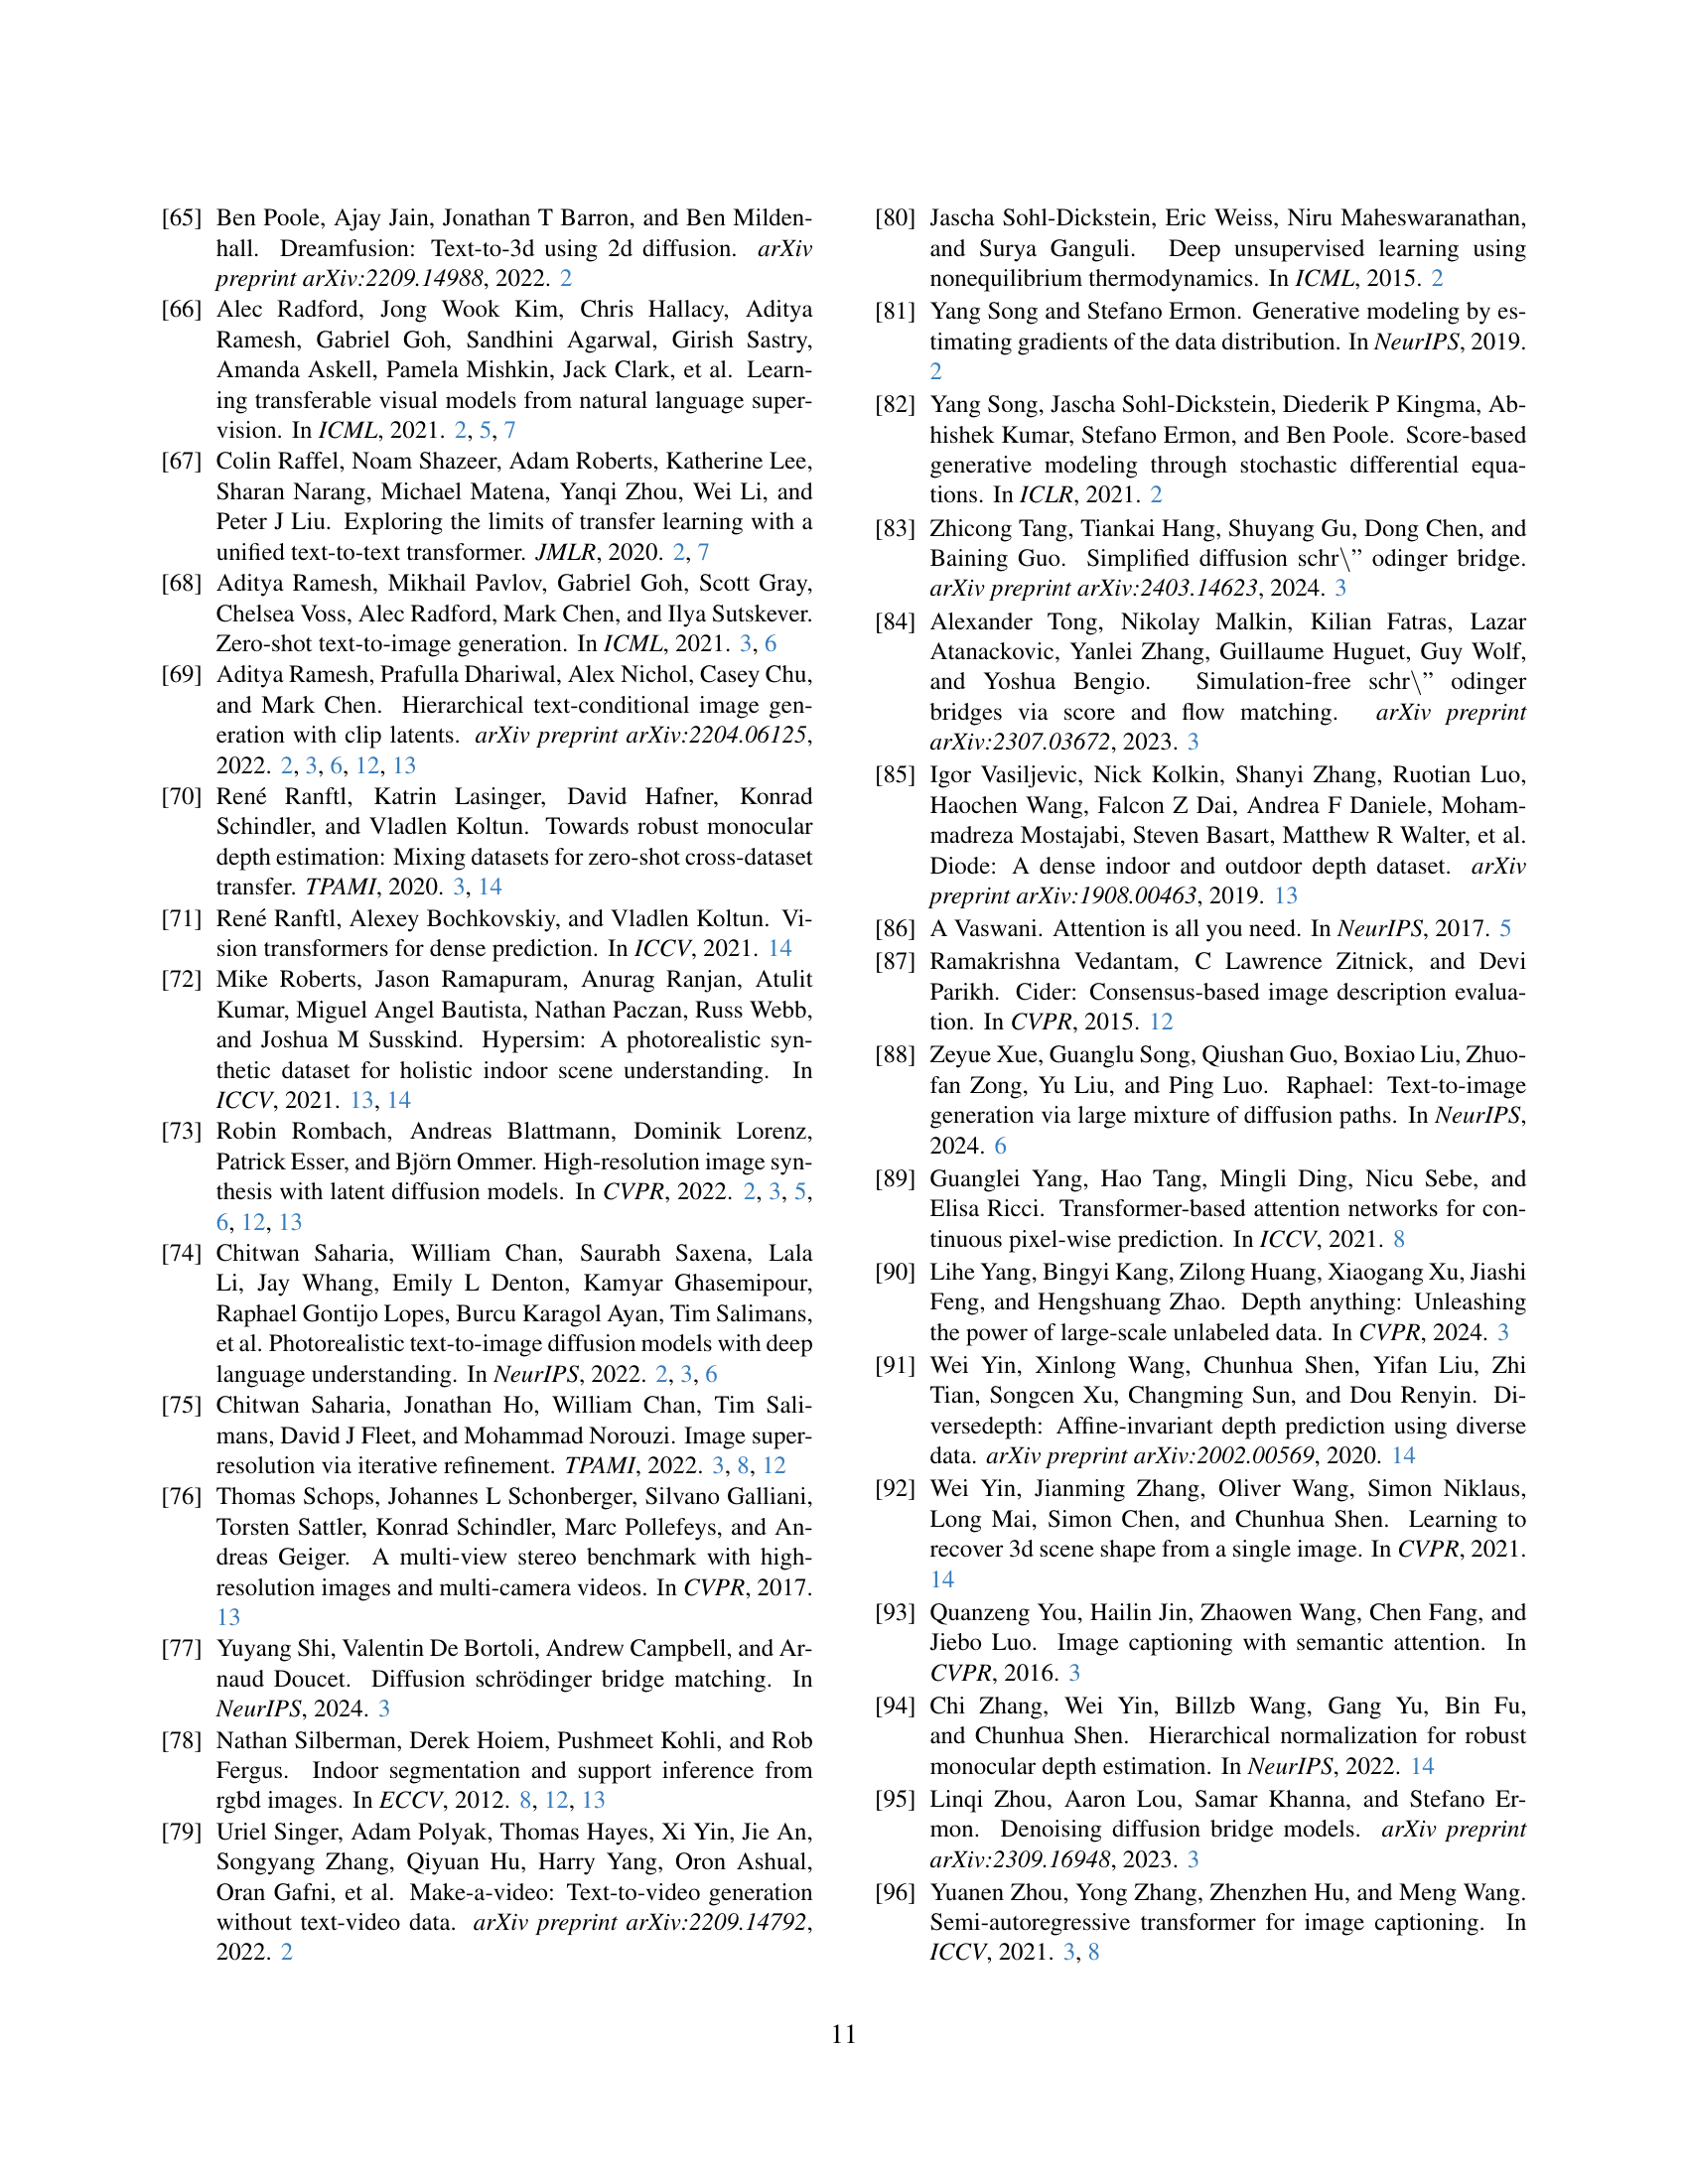 [65] Ben Poole, Ajay Jain, Jonathan T Barron, and Ben Milden-
hall. Dreamfusion: Text-to-3d using 2d diffusion. arXiv
preprint arXiv:2209.14988, 2022. 2
[66] Alec Radford, Jong Wook Kim, Chris Hallacy, Aditya
Ramesh, Gabriel Goh, Sandhini Agarwal, Girish Sastry,
Amanda Askell, Pamela Mishkin, Jack Clark, et al. Learn-
ing transferable visual models from natural language super-
vision. In ICML, 2021. 2, 5, 7
[67] Colin Raffel, Noam Shazeer, Adam Roberts, Katherine Lee,
Sharan Narang, Michael Matena, Yanqi Zhou, Wei Li, and
Peter J Liu. Exploring the limits of transfer learning with a
unified text-to-text transformer. JMLR, 2020. 2, 7
[68] Aditya Ramesh, Mikhail Pavlov, Gabriel Goh, Scott Gray,
Chelsea Voss, Alec Radford, Mark Chen, and Ilya Sutskever.
Zero-shot text-to-image generation. In ICML, 2021. 3, 6
[69] Aditya Ramesh, Prafulla Dhariwal, Alex Nichol, Casey Chu,
and Mark Chen. Hierarchical text-conditional image gen-
eration with clip latents. arXiv preprint arXiv:2204.06125,
2022. 2, 3, 6, 12, 13
[70] René Ranftl, Katrin Lasinger, David Hafner, Konrad
Schindler, and Vladlen Koltun. Towards robust monocular
depth estimation: Mixing datasets for zero-shot cross-dataset
transfer. TPAMI, 2020. 3, 14
[71] René Ranftl, Alexey Bochkovskiy, and Vladlen Koltun. Vi-
sion transformers for dense prediction. In ICCV, 2021. 14
[72] Mike Roberts, Jason Ramapuram, Anurag Ranjan, Atulit
Kumar, Miguel Angel Bautista, Nathan Paczan, Russ Webb,
and Joshua M Susskind. Hypersim: A photorealistic syn-
thetic dataset for holistic indoor scene understanding. In
ICCV, 2021. 13, 14
[73] Robin Rombach, Andreas Blattmann, Dominik Lorenz,
Patrick Esser, and Björn Ommer. High-resolution image syn-
thesis with latent diffusion models. In CVPR, 2022. 2, 3, 5,
6, 12, 13
[74] Chitwan Saharia, William Chan, Saurabh Saxena, Lala
Li, Jay Whang, Emily L Denton, Kamyar Ghasemipour,
Raphael Gontijo Lopes, Burcu Karagol Ayan, Tim Salimans,
et al. Photorealistic text-to-image diffusion models with deep
language understanding. In NeurIPS, 2022. 2, 3, 6
[75] Chitwan Saharia, Jonathan Ho, William Chan, Tim Sali-
mans, David J Fleet, and Mohammad Norouzi. Image super-
resolution via iterative refinement. TPAMI, 2022. 3, 8, 12
[76] Thomas Schops, Johannes L Schonberger, Silvano Galliani,
Torsten Sattler, Konrad Schindler, Marc Pollefeys, and An-
dreas Geiger. A multi-view stereo benchmark with high-
resolution images and multi-camera videos. In CVPR, 2017.
13
[77] Yuyang Shi, Valentin De Bortoli, Andrew Campbell, and Ar-
naud Doucet. Diffusion schrödinger bridge matching. In
NeurIPS, 2024. 3
[78] Nathan Silberman, Derek Hoiem, Pushmeet Kohli, and Rob
Fergus. Indoor segmentation and support inference from
rgbd images. In ECCV, 2012. 8, 12, 13
[79] Uriel Singer, Adam Polyak, Thomas Hayes, Xi Yin, Jie An,
Songyang Zhang, Qiyuan Hu, Harry Yang, Oron Ashual,
Oran Gafni, et al. Make-a-video: Text-to-video generation
without text-video data. arXiv preprint arXiv:2209.14792,
2022. 2
[80] Jascha Sohl-Dickstein, Eric Weiss, Niru Maheswaranathan,
and Surya Ganguli. Deep unsupervised learning using
nonequilibrium thermodynamics. In ICML, 2015. 2
[81] Yang Song and Stefano Ermon. Generative modeling by es-
timating gradients of the data distribution. In NeurIPS, 2019.
2
[82] Yang Song, Jascha Sohl-Dickstein, Diederik P Kingma, Ab-
hishek Kumar, Stefano Ermon, and Ben Poole. Score-based
generative modeling through stochastic differential equa-
tions. In ICLR, 2021. 2
[83] Zhicong Tang, Tiankai Hang, Shuyang Gu, Dong Chen, and
Baining Guo. Simplified diffusion schr\” odinger bridge.
arXiv preprint arXiv:2403.14623, 2024. 3
[84] Alexander Tong, Nikolay Malkin, Kilian Fatras, Lazar
Atanackovic, Yanlei Zhang, Guillaume Huguet, Guy Wolf,
and Yoshua Bengio. Simulation-free schr\” odinger
bridges via score and flow matching. arXiv preprint
arXiv:2307.03672, 2023. 3
[85] Igor Vasiljevic, Nick Kolkin, Shanyi Zhang, Ruotian Luo,
Haochen Wang, Falcon Z Dai, Andrea F Daniele, Moham-
madreza Mostajabi, Steven Basart, Matthew R Walter, et al.
Diode: A dense indoor and outdoor depth dataset. arXiv
preprint arXiv:1908.00463, 2019. 13
[86] A Vaswani. Attention is all you need. In NeurIPS, 2017. 5
[87] Ramakrishna Vedantam, C Lawrence Zitnick, and Devi
Parikh. Cider: Consensus-based image description evalua-
tion. In CVPR, 2015. 12
[88] Zeyue Xue, Guanglu Song, Qiushan Guo, Boxiao Liu, Zhuo-
fan Zong, Yu Liu, and Ping Luo. Raphael: Text-to-image
generation via large mixture of diffusion paths. In NeurIPS,
2024. 6
[89] Guanglei Yang, Hao Tang, Mingli Ding, Nicu Sebe, and
Elisa Ricci. Transformer-based attention networks for con-
tinuous pixel-wise prediction. In ICCV, 2021. 8
[90] Lihe Yang, Bingyi Kang, Zilong Huang, Xiaogang Xu, Jiashi
Feng, and Hengshuang Zhao. Depth anything: Unleashing
the power of large-scale unlabeled data. In CVPR, 2024. 3
[91] Wei Yin, Xinlong Wang, Chunhua Shen, Yifan Liu, Zhi
Tian, Songcen Xu, Changming Sun, and Dou Renyin. Di-
versedepth: Affine-invariant depth prediction using diverse
data. arXiv preprint arXiv:2002.00569, 2020. 14
[92] Wei Yin, Jianming Zhang, Oliver Wang, Simon Niklaus,
Long Mai, Simon Chen, and Chunhua Shen. Learning to
recover 3d scene shape from a single image. In CVPR, 2021.
14
[93] Quanzeng You, Hailin Jin, Zhaowen Wang, Chen Fang, and
Jiebo Luo. Image captioning with semantic attention. In
CVPR, 2016. 3
[94] Chi Zhang, Wei Yin, Billzb Wang, Gang Yu, Bin Fu,
and Chunhua Shen. Hierarchical normalization for robust
monocular depth estimation. In NeurIPS, 2022. 14
[95] Linqi Zhou, Aaron Lou, Samar Khanna, and Stefano Er-
mon. Denoising diffusion bridge models. arXiv preprint
arXiv:2309.16948, 2023. 3
[96] Yuanen Zhou, Yong Zhang, Zhenzhen Hu, and Meng Wang.
Semi-autoregressive transformer for image captioning. In
ICCV, 2021. 3, 8
11